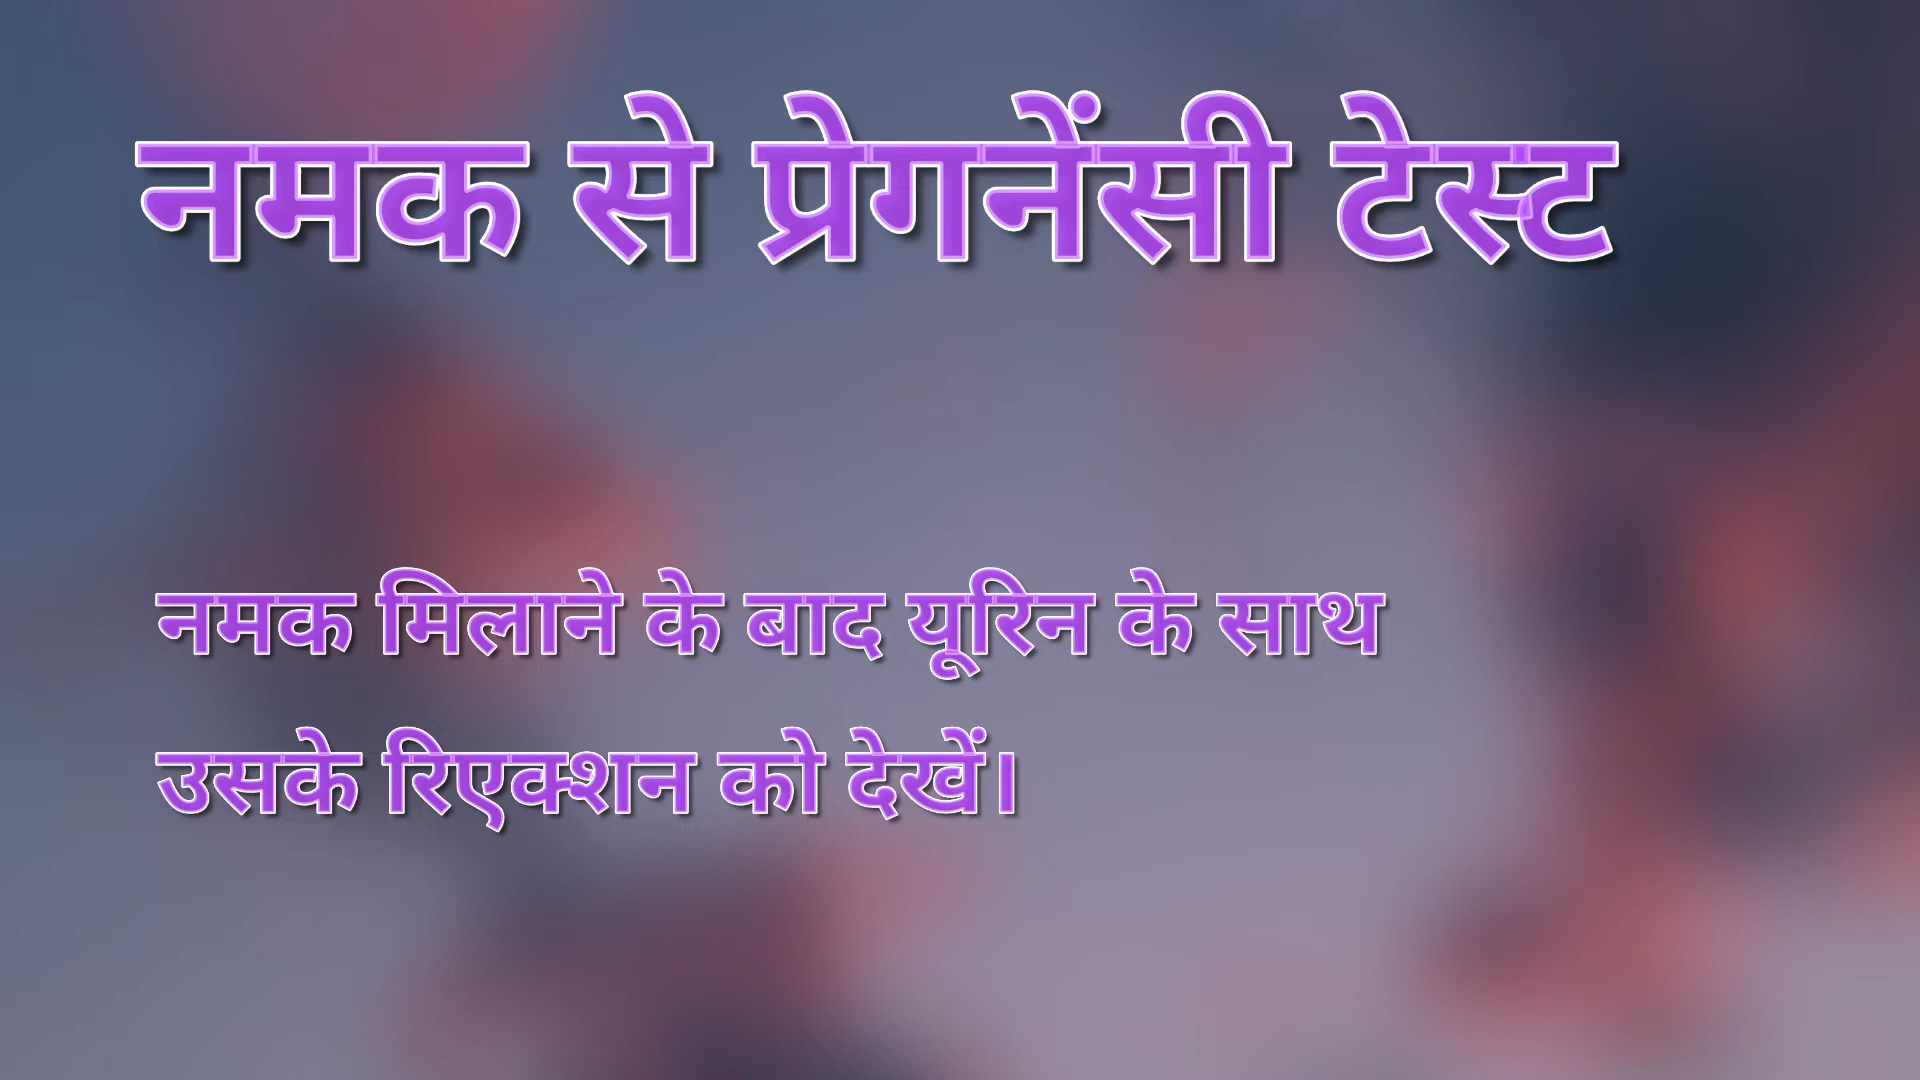 नमक से प्रेगनेंसी टेस्ट
नमक मिलाने के बाद यूरिन के साथ
उसके रिएक्शन को देखें।